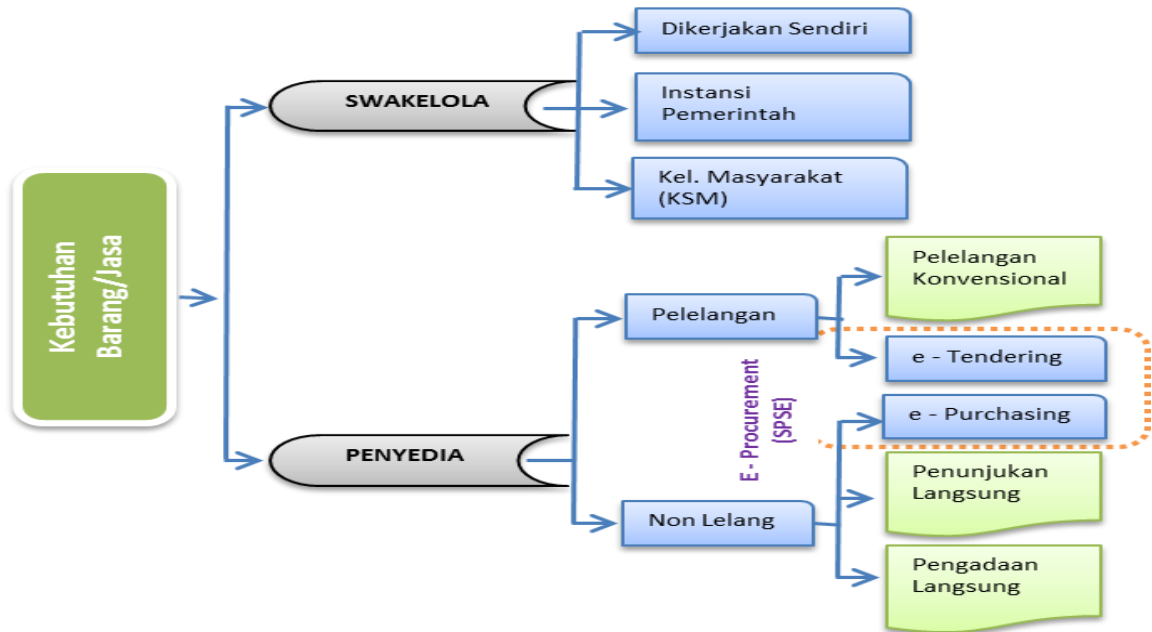 Kebutuhan
Barang/Jasa
SWAKELOLA
Dikerjakan Sendiri
Instansi
Pemerintah
Kel. Masyarakat
(KSM)
PENYEDIA
Pelelangan
Pelelangan
Konvensional
e - Tendering
E - Procurement
(SPSE)
Non Lelang
e - Purchasing
Penunjukan
Langsung
Pengadaan
Langsung